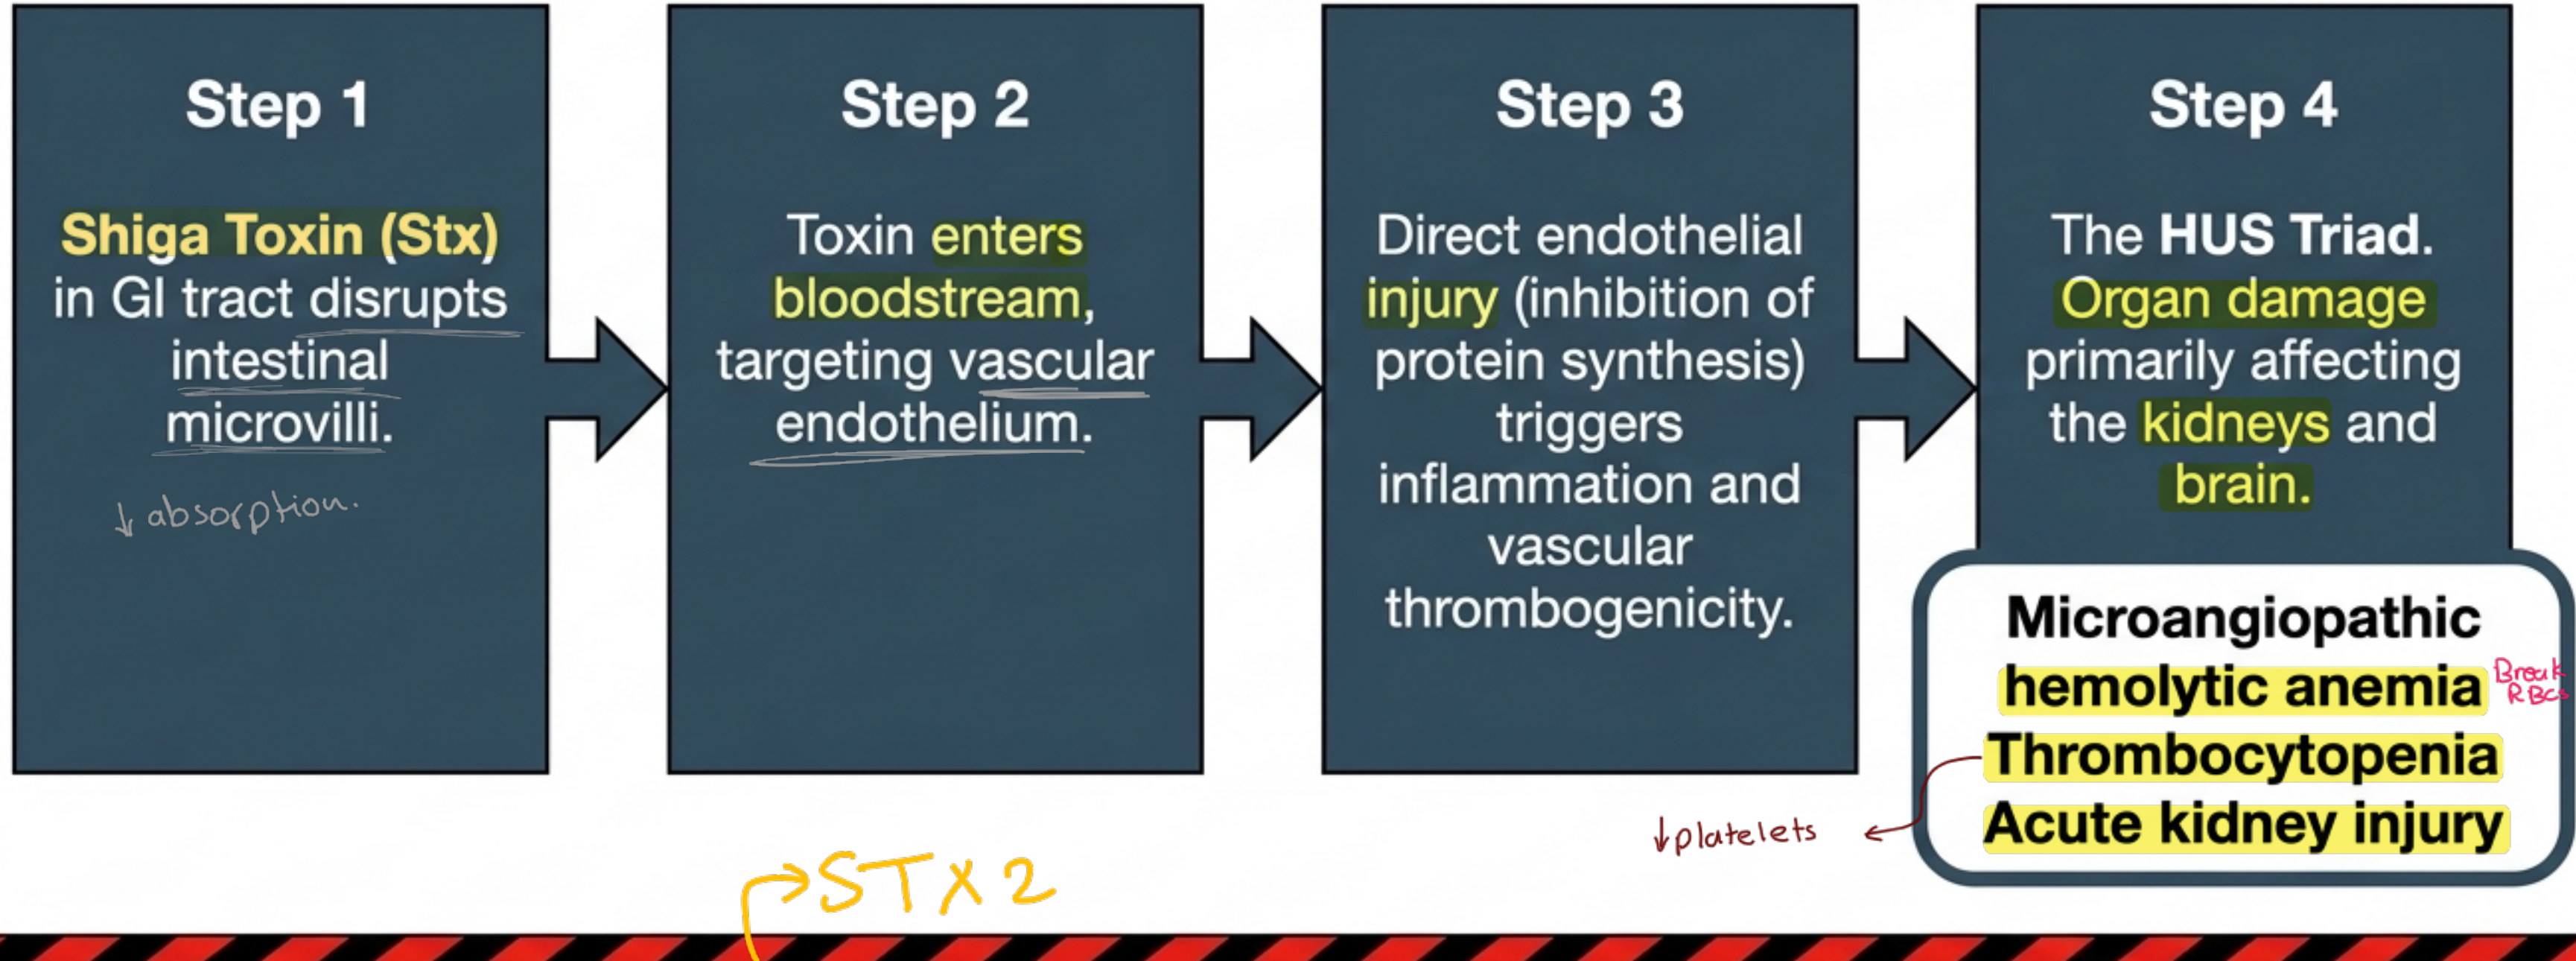 Step 1
Shiga Toxin (Stx)
in GI tract disrupts
intestinal
microvilli.
↓ absorption.
Step 2
Toxin enters
bloodstream,
targeting vascular
endothelium.
Step 3
Direct endothelial
injury (inhibition of
protein synthesis)
triggers
inflammation and
vascular
thrombogenicity.
Step 4
The HUS Triad.
Organ damage
primarily affecting
the kidneys and
brain.
Microangiopathic
hemolytic anemia
Break
RBCs
Thrombocytopenia
Acute kidney injury
↓platelets
STX2